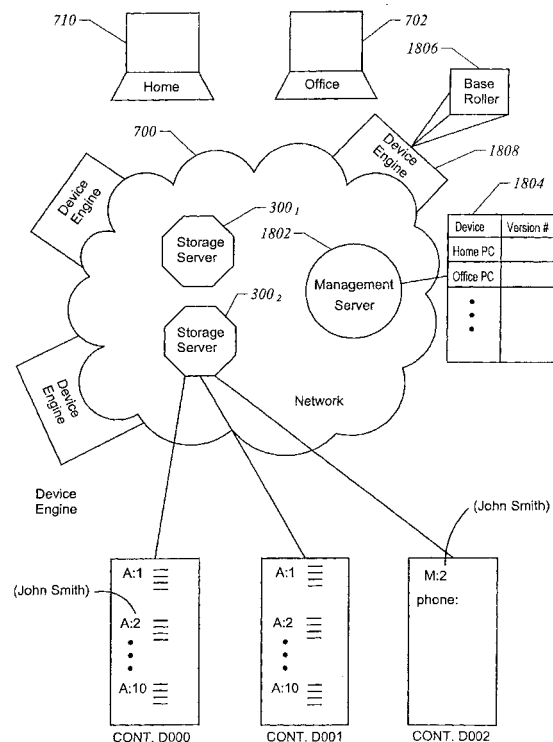 710
702
1806
Home
Office
Base
Roller
700
Device
Engine
1808
Device
Engine
1804
300₁
Device Version #
Storage
Server
1802
Home PC
Office PC
Management
Server
300₂
Storage
Server
Device
Engine
Network
Device
Engine
(John Smith)
A:1
A:1
M:2
(John Smith)
phone:
A:2
A:2
A:10
A:10
CONT. D000
CONT. D001
CONT. D002